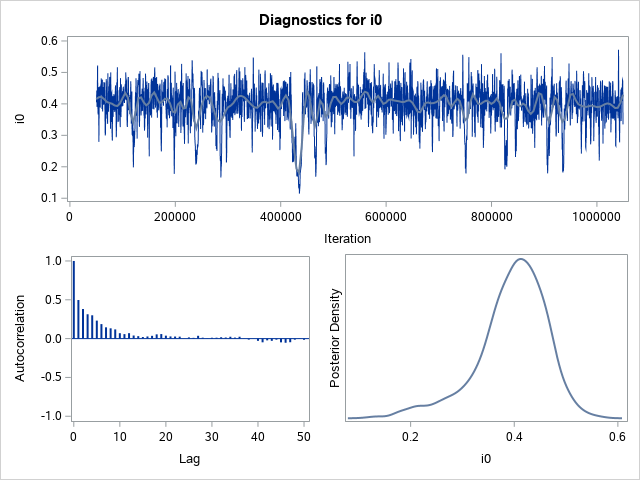 Diagnostics for i0
0.6
0.5
0.4
0.3
0.2
0.1
i0
0 200000 400000 600000 800000 1000000
Iteration
1.0
0.5
0.0
-0.5
-1.0
Autocorrelation
0 10 20 30 40 50
Lag
Posterior Density
0.2 0.4 0.6
i0